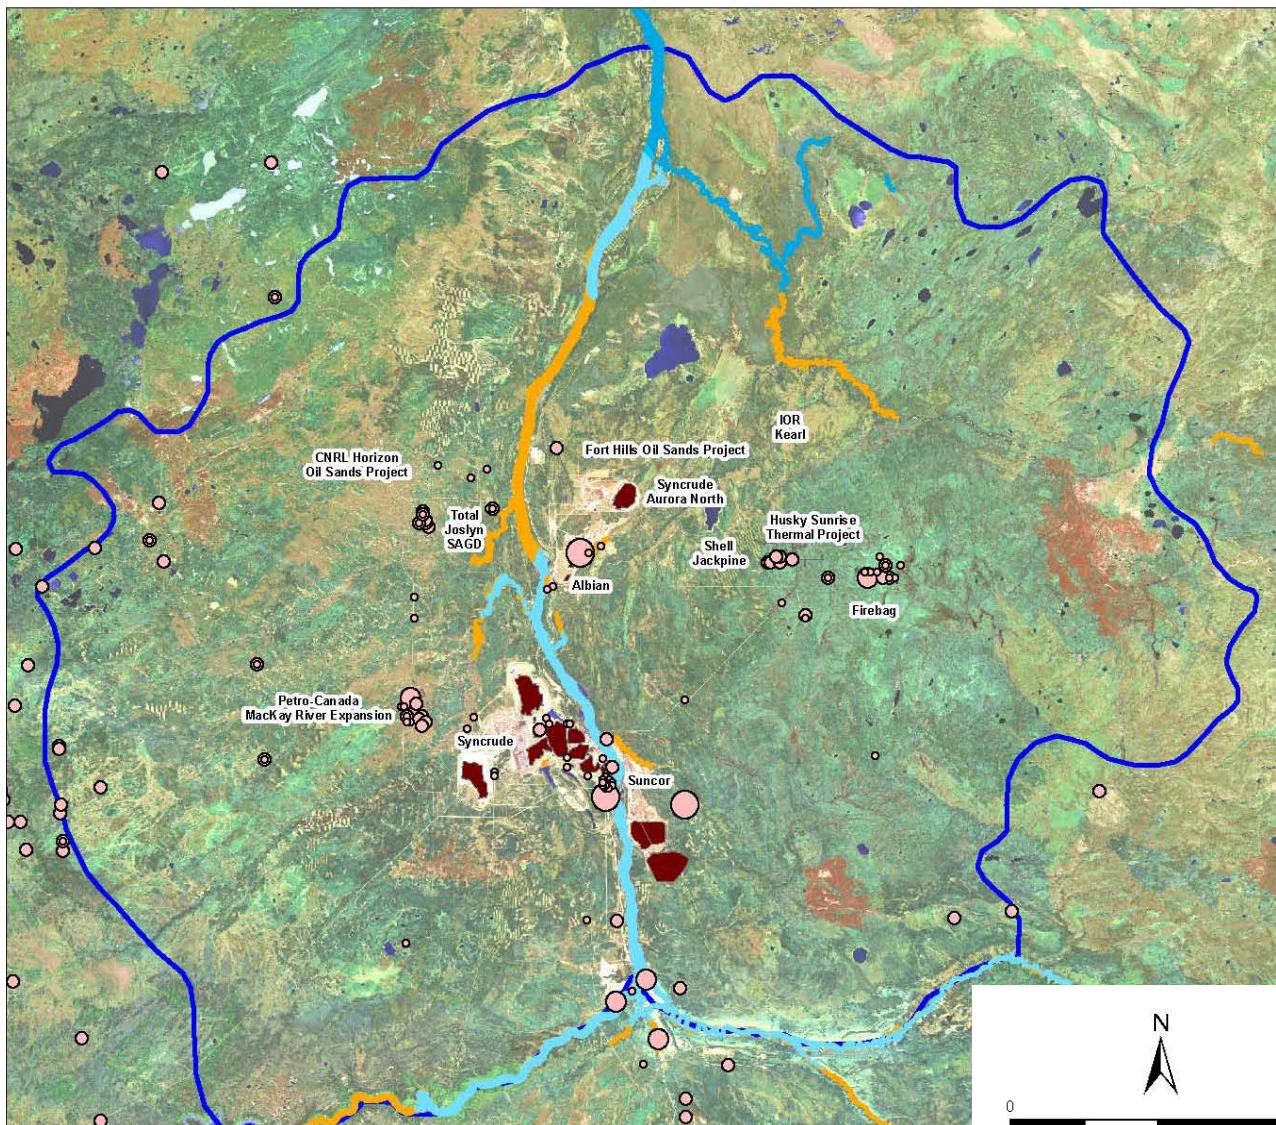 IOR
Kearl
Fort Hills Oil Sands Project
CNRL Horizon
Oil Sands Project
Syncrude
Aurora North
Total
Joslyn
SAGD
Husky Sunrise
Thermal Project
Shell
Jackpine
Albian
Firebag
Petro-Canada
MacKay River Expansion
Syncrude
Suncor
N
0